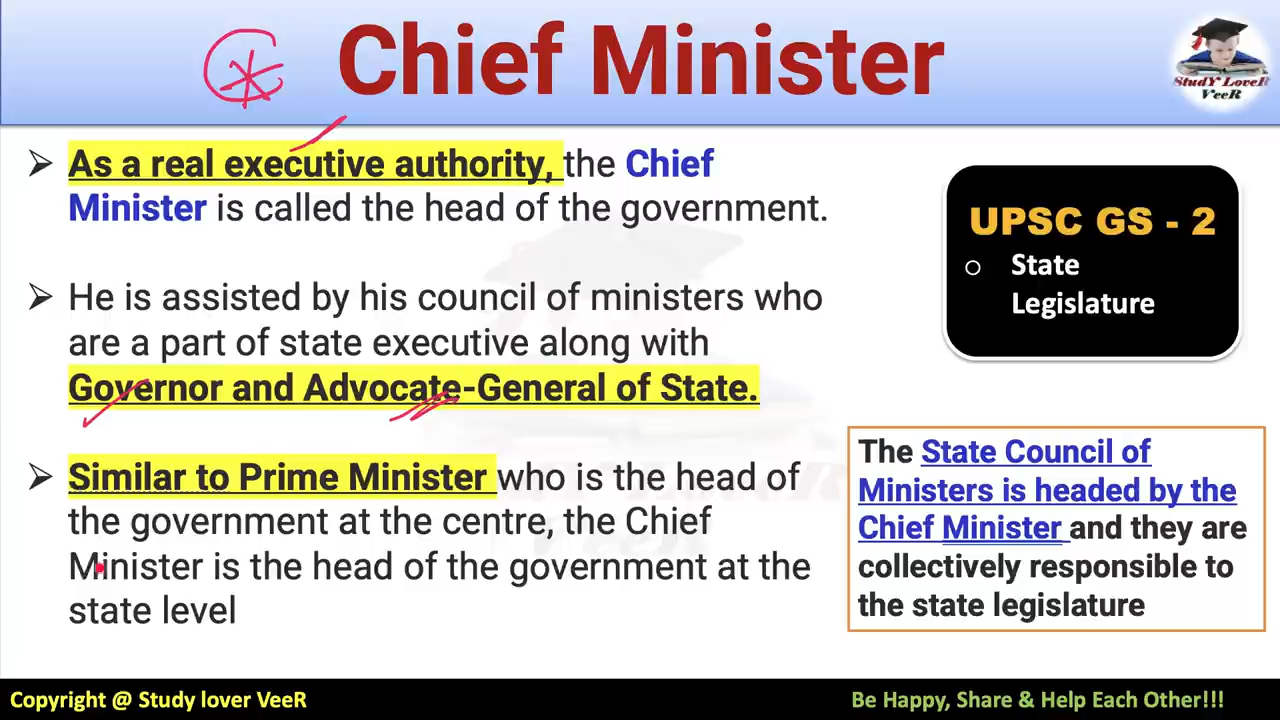 Chief Minister
StudY LoveR
VeeR
➢ As a real executive authority, the Chief
Minister is called the head of the government.
➢ He is assisted by his council of ministers who
are a part of state executive along with
Governor and Advocate-General of State.
➢ Similar to Prime Minister who is the head of
the government at the centre, the Chief
Minister is the head of the government at the
state level
UPSC GS - 2
○ State
Legislature
The State Council of
Ministers is headed by the
Chief Minister and they are
collectively responsible to
the state legislature
Copyright @ Study lover VeeR
Be Happy, Share & Help Each Other!!!